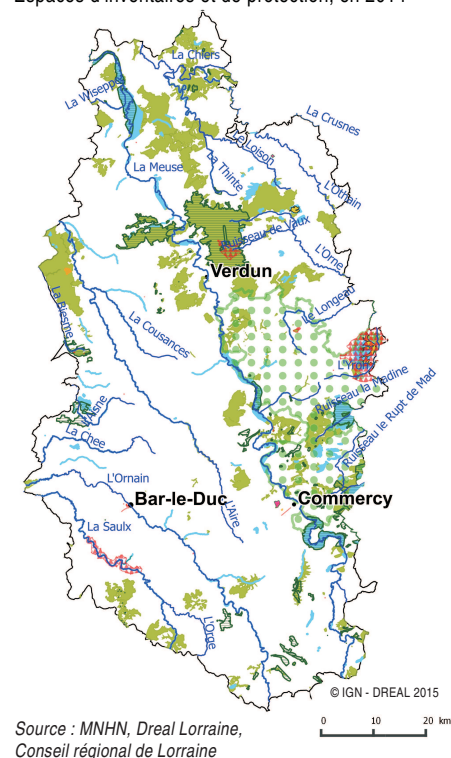 La Chiers
La Wiseppe
La Crusnes
Le Loison
La Thinte
La Meuse
L'Othain
Ruisseau de Vaux
L'Orne
Verdun
La Biesme
Le Longeau
La Cousances
L'Yron
Ruisseau la Madine
Ruisseau le Rupt de Mad
L'Aisne
La Chee
L'Ornain
Bar-le-Duc
L'Aire
Commercy
La Saulx
L'Orge
© IGN - DREAL 2015
Source : MNHN, Dreal Lorraine,
Conseil régional de Lorraine
0 10 20 km